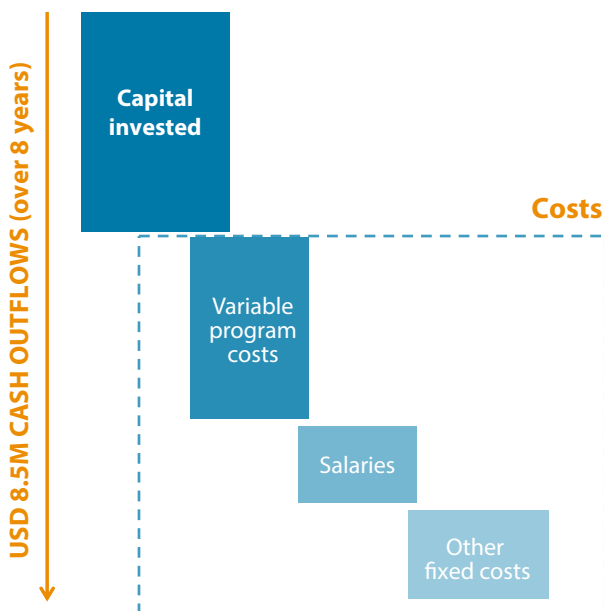 USD 8.5M CASH OUTFLOWS (over 8 years)
Capital
invested
Costs
Variable
program
costs
Salaries
Other
fixed costs